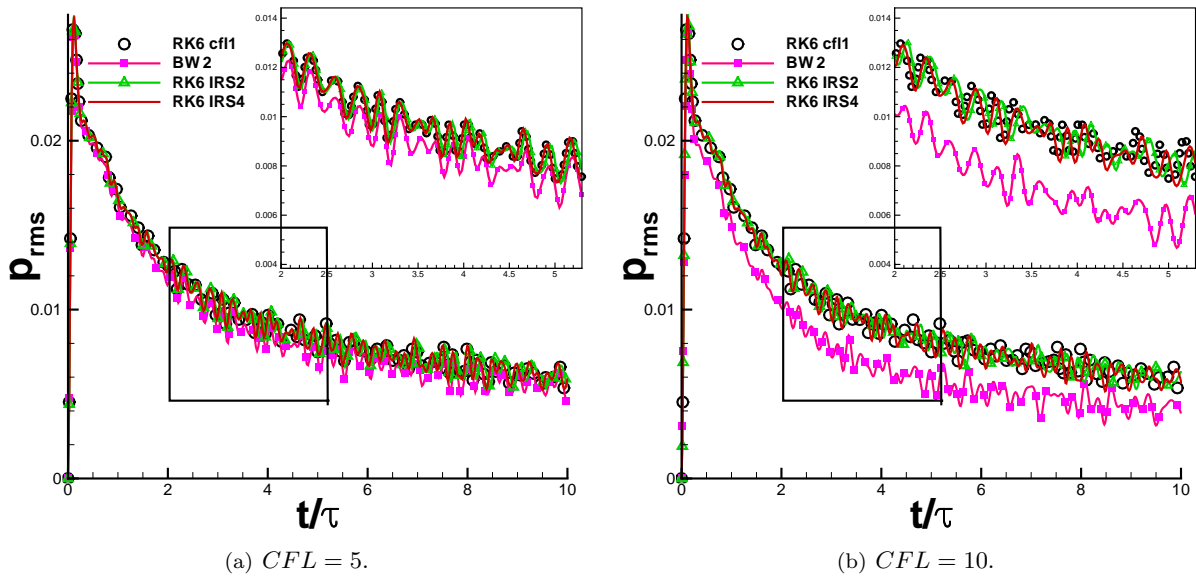 RK6 cfl1
BW 2
RK6 IRS2
RK6 IRS4
0.014
0.012
0.01
0.008
0.006
0.004
2 2.5 3 3.5 4 4.5 5
p_rms
0.02
0.01
0
0 2 4 6 8 10
t/τ
(a) CFL = 5.
RK6 cfl1
BW 2
RK6 IRS2
RK6 IRS4
0.014
0.012
0.01
0.008
0.006
0.004
2 2.5 3 3.5 4 4.5 5
p_rms
0.02
0.01
0
0 2 4 6 8 10
t/τ
(b) CFL = 10.